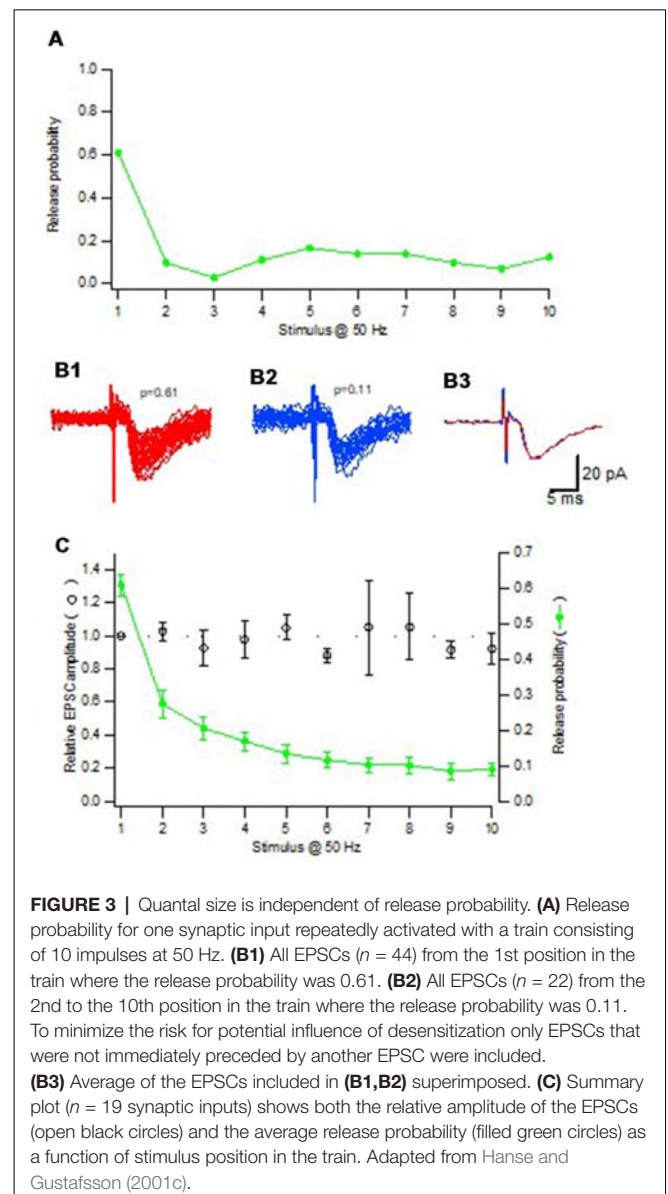 A
1.0
0.8
0.6
0.4
0.2
0.0
Release probability
1 2 3 4 5 6 7 8 9 10
Stimulus @ 50 Hz
B1
p=0.61
B2
p=0.11
B3
20 pA
5 ms
C
1.4
1.2
1.0
0.8
0.6
0.4
0.2
0.0
Relative EPSC amplitude ( )
0.7
0.6
0.5
0.4
0.3
0.2
0.1
0.0
Release probability ( )
1 2 3 4 5 6 7 8 9 10
Stimulus @ 50 Hz
FIGURE 3 | Quantal size is independent of release probability. (A) Release
probability for one synaptic input repeatedly activated with a train consisting
of 10 impulses at 50 Hz. (B1) All EPSCs (n = 44) from the 1st position in the
train where the release probability was 0.61. (B2) All EPSCs (n = 22) from the
2nd to the 10th position in the train where the release probability was 0.11.
To minimize the risk for potential influence of desensitization only EPSCs that
were not immediately preceded by another EPSC were included.
(B3) Average of the EPSCs included in (B1,B2) superimposed. (C) Summary
plot (n = 19 synaptic inputs) shows both the relative amplitude of the EPSCs
(open black circles) and the average release probability (filled green circles) as
a function of stimulus position in the train. Adapted from Hanse and
Gustafsson (2001c).